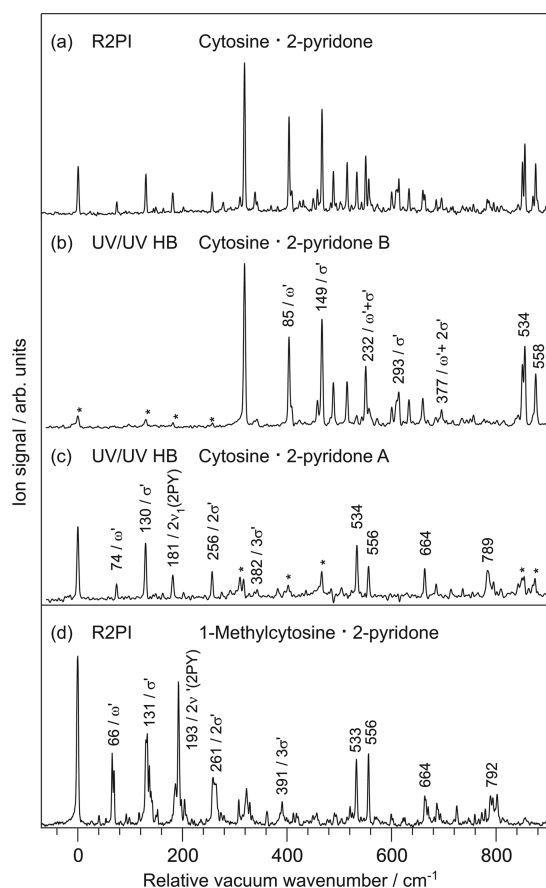 (a) R2PI Cytosine · 2-pyridone
(b) UV/UV HB Cytosine · 2-pyridone B
* * * *
85 / ω'
149 / σ'
232 / ω'+σ'
293 / σ'
377 / ω'+ 2σ'
534
558
(c) UV/UV HB Cytosine · 2-pyridone A
74 / ω'
130 / σ'
181 / 2ν₁(2PY)
256 / 2σ'
382 / 3σ'
534
556
664
789
* * * * *
(d) R2PI 1-Methylcytosine · 2-pyridone
66 / ω'
131 / σ'
193 / 2ν '(2PY)
261 / 2σ'
391 / 3σ'
533
556
664
792
0 200 400 600 800
Relative vacuum wavenumber / cm⁻¹
Ion signal / arb. units